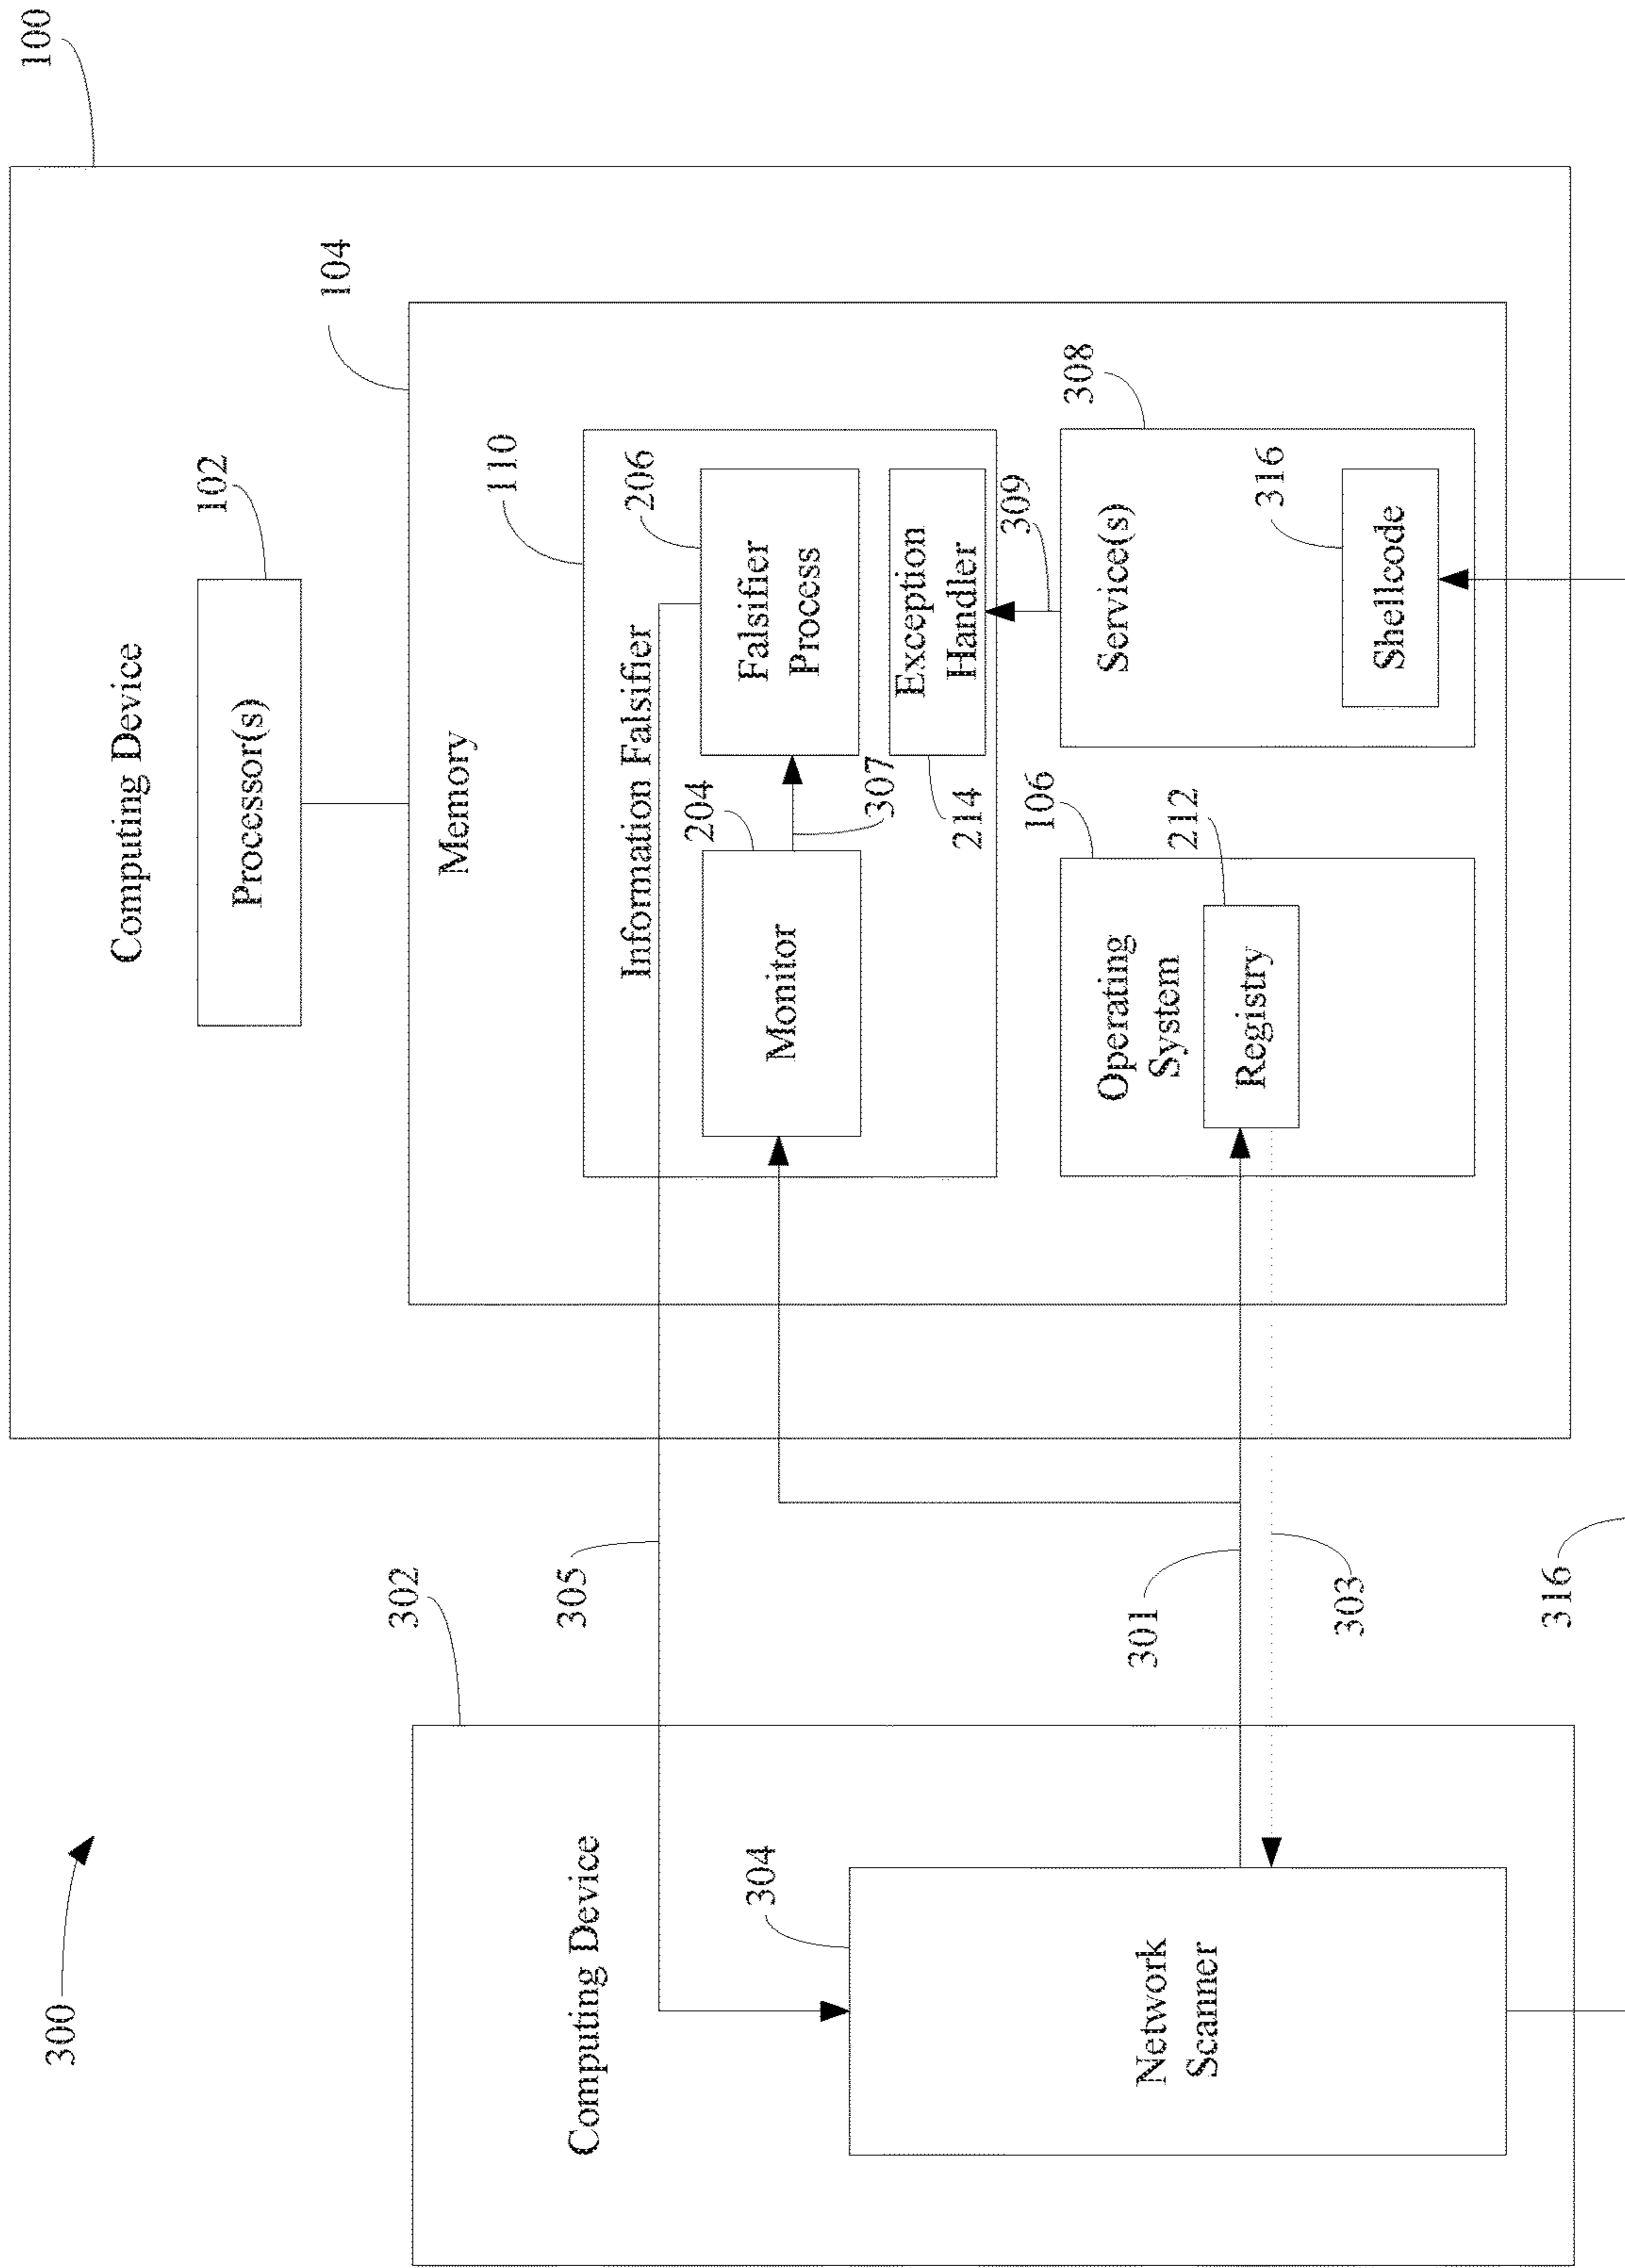 300
100
Computing Device
102
Processor(s)
104
Memory
110
Information Falsifier
204
Monitor
307
206
Falsifier
Process
214
Exception
Handler
309
106
Operating
System
212
Registry
308
Service(s)
316
Shellcode
302
Computing Device
304
Network
Scanner
305
301
303
316